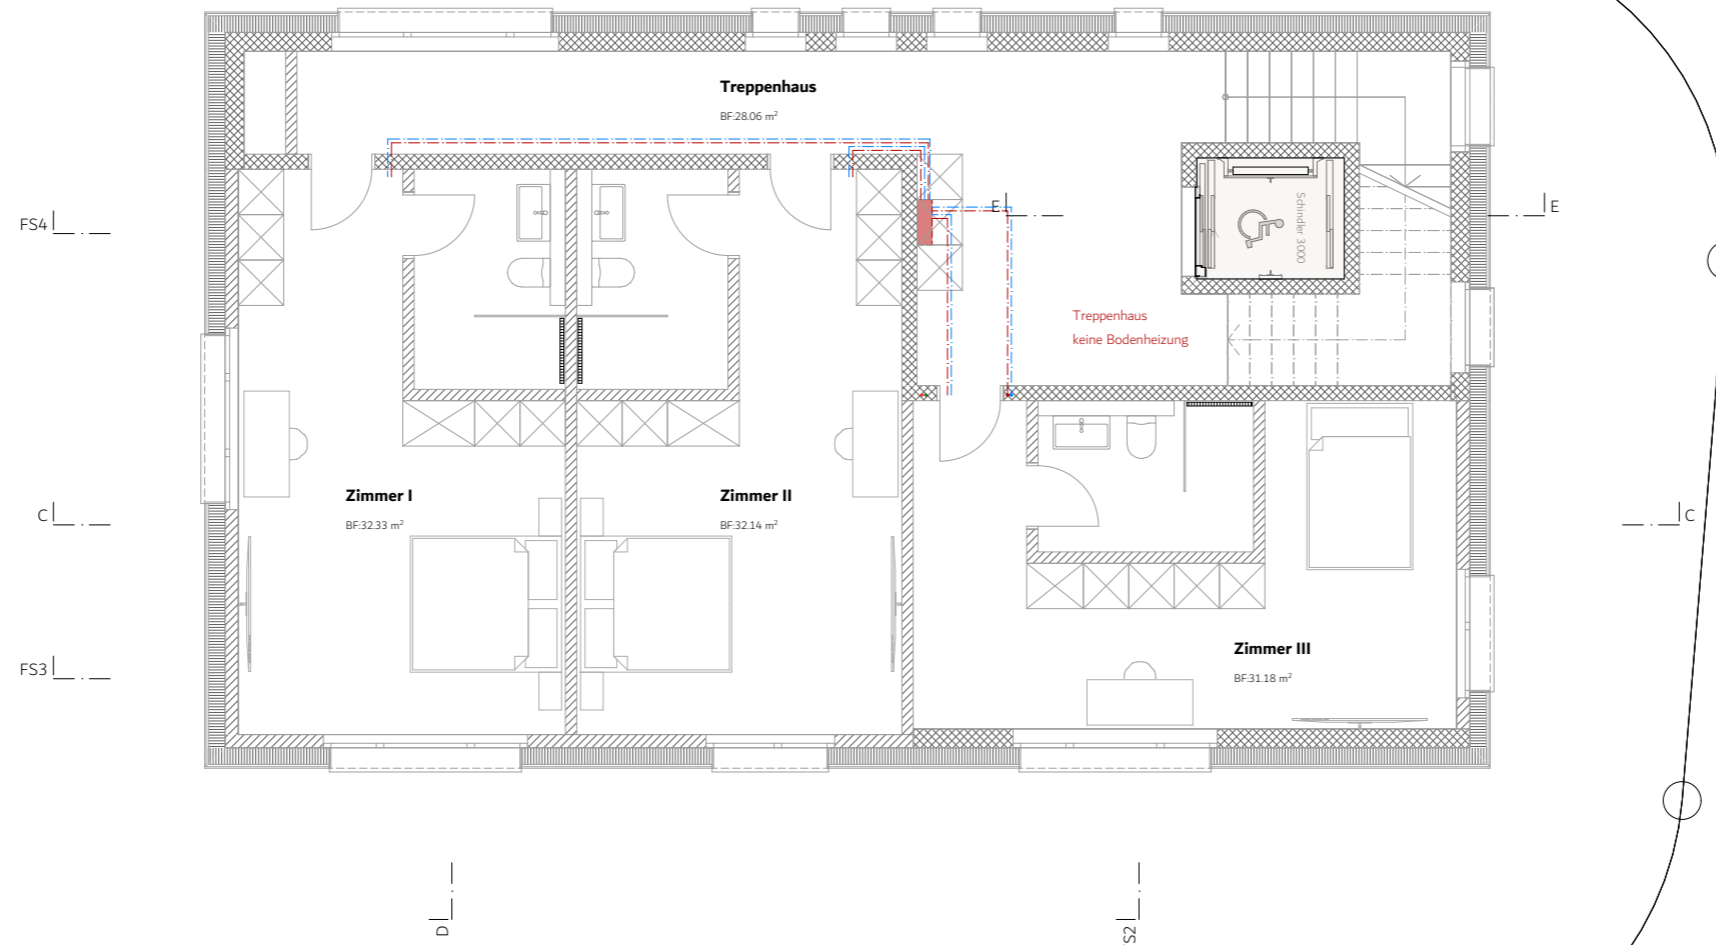 Treppenhaus
BF:28.06 m²
FS4
E
E
Schindler 3000
Treppenhaus
keine Bodenheizung
Zimmer I
BF:32.33 m²
Zimmer II
BF:32.14 m²
C
C
Zimmer III
BF:31.18 m²
FS3
D
S2